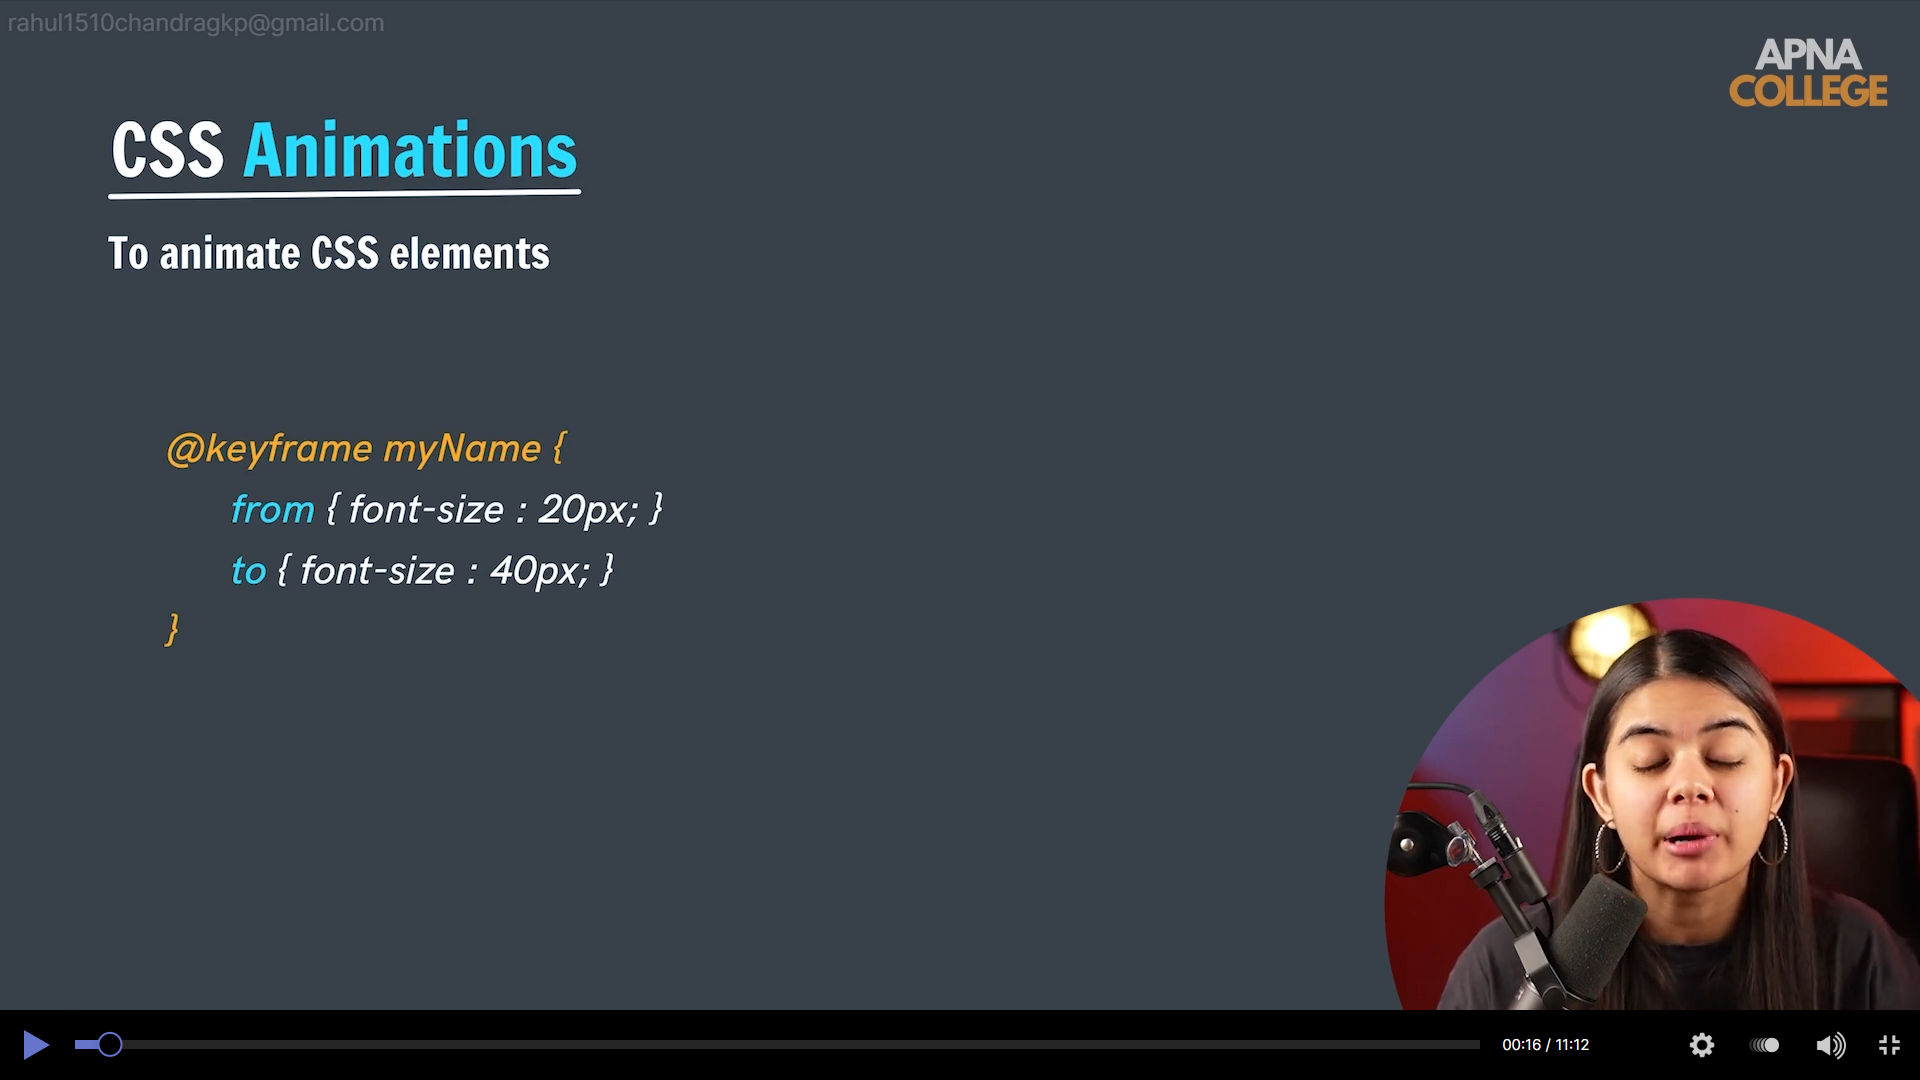 rahul1510chandragkp@gmail.com
APNA
COLLEGE
CSS Animations
To animate CSS elements
@keyframe myName {
from { font-size : 20px; }
to { font-size : 40px; }
}
00:16 / 11:12